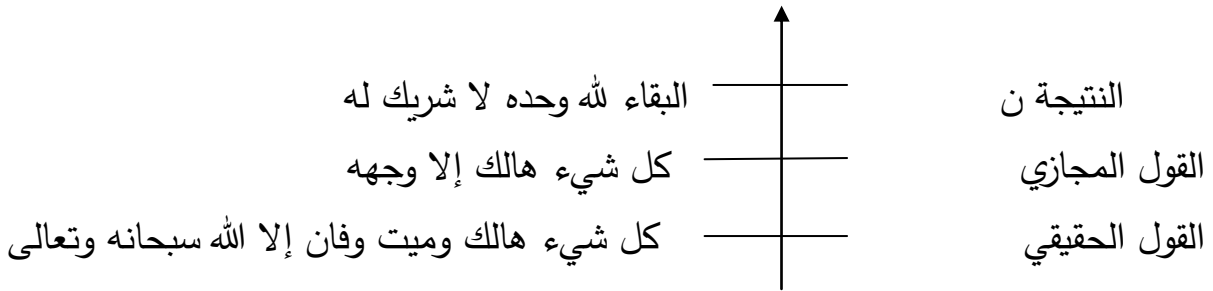 النتيجة ن البقاء لله وحده لا شريك له
القول المجازي كل شيء هالك إلا وجهه
القول الحقيقي كل شيء هالك وميت وفان إلا الله سبحانه وتعالى